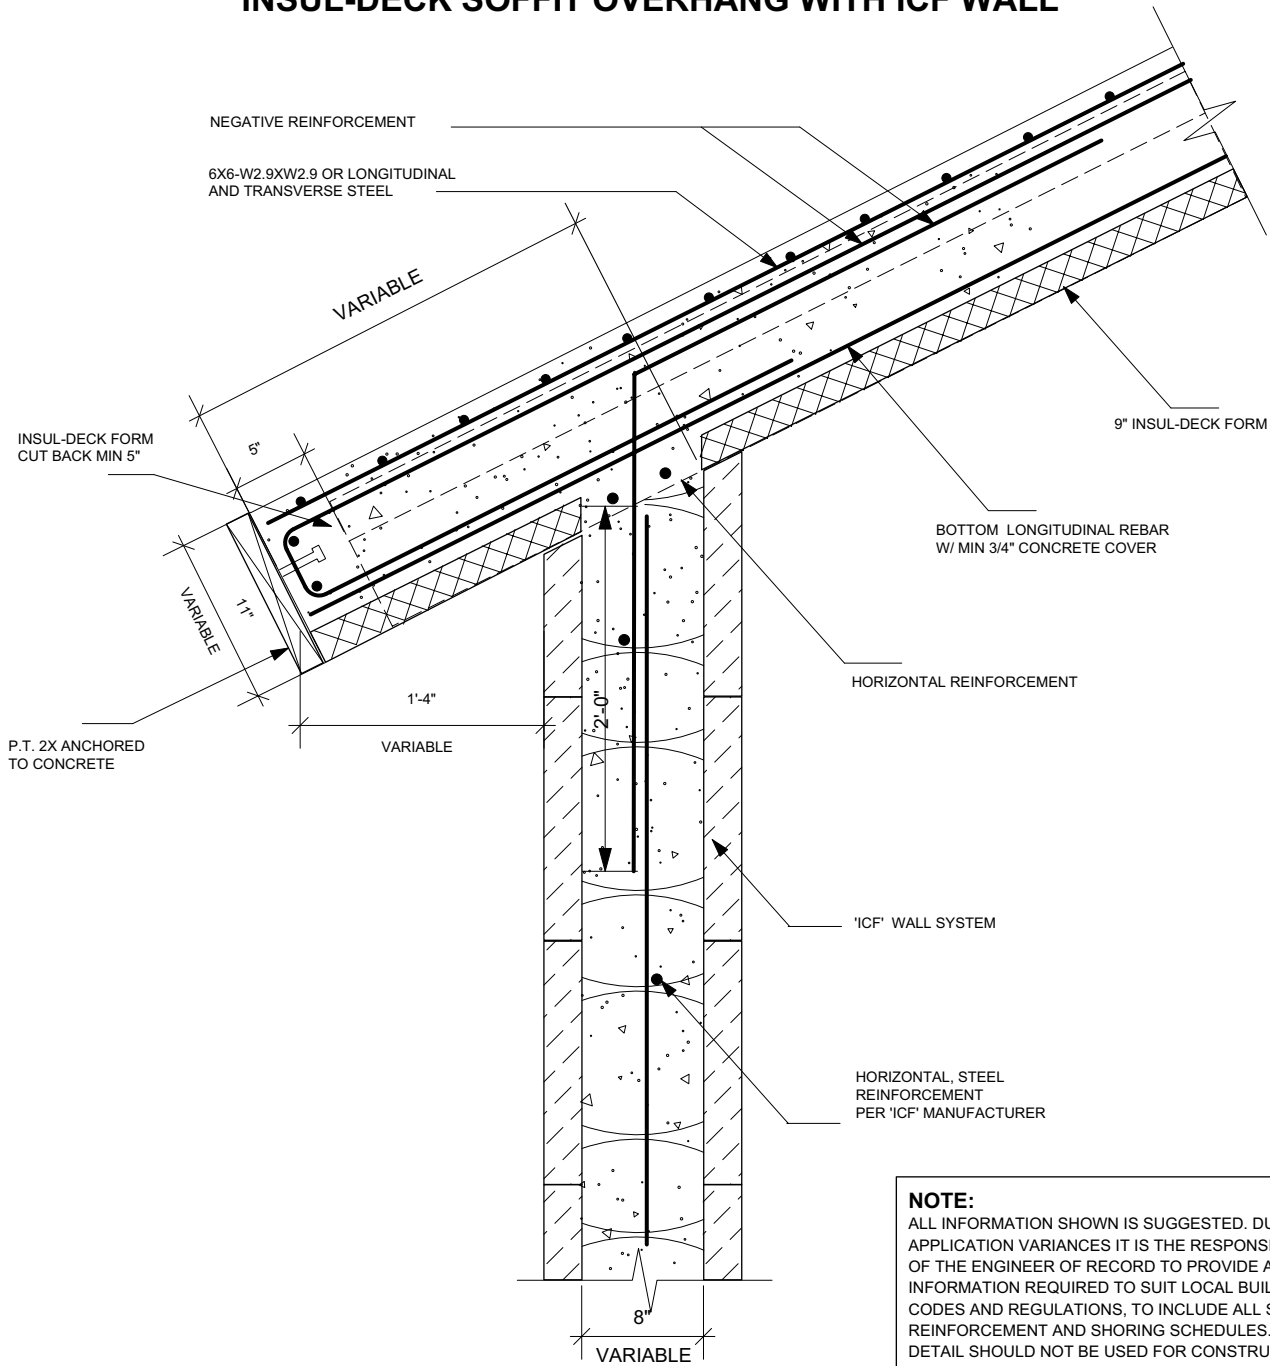 INSUL-DECK SOFFIT OVERHANG WITH ICF WALL
NEGATIVE REINFORCEMENT
6X6-W2.9XW2.9 OR LONGITUDINAL
AND TRANSVERSE STEEL
VARIABLE
INSUL-DECK FORM
CUT BACK MIN 5"
5"
9" INSUL-DECK FORM
BOTTOM LONGITUDINAL REBAR
W/ MIN 3/4" CONCRETE COVER
VARIABLE
11"
HORIZONTAL REINFORCEMENT
1'-4"
VARIABLE
2'-0"
P.T. 2X ANCHORED
TO CONCRETE
'ICF' WALL SYSTEM
HORIZONTAL, STEEL
REINFORCEMENT
PER 'ICF' MANUFACTURER
8"
VARIABLE
NOTE:
ALL INFORMATION SHOWN IS SUGGESTED.
APPLICATION VARIANCES IT IS THE
OF THE ENGINEER OF RECORD TO PROVIDE
INFORMATION REQUIRED TO SUIT LOCAL
CODES AND REGULATIONS, TO INCLUDE ALL
REINFORCEMENT AND SHORING SCHEDULES.
DETAIL SHOULD NOT BE USED FOR